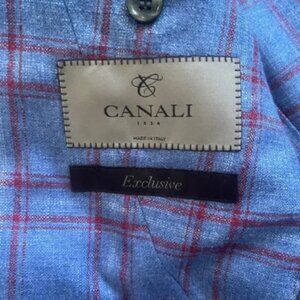 CANALI
1934
MADE IN ITALY
Exclusive